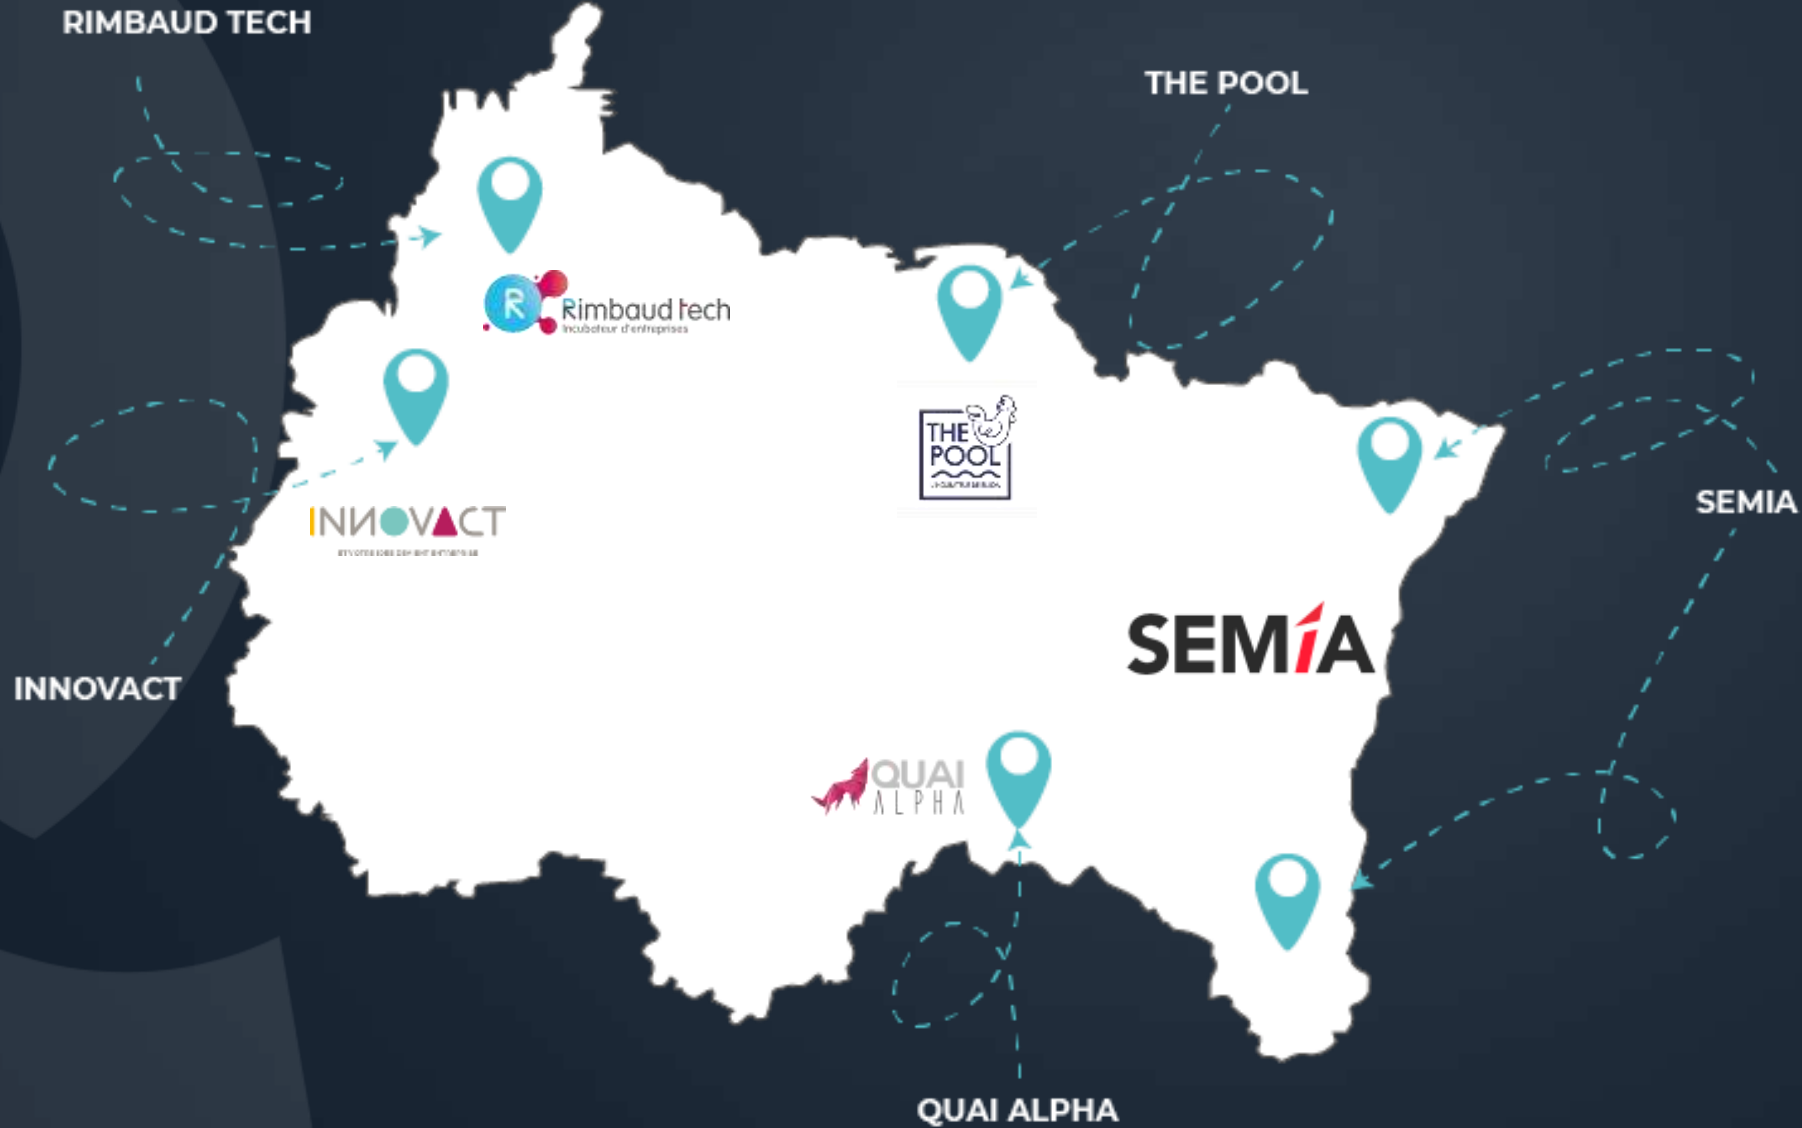 RIMBAUD TECH
THE POOL
Rimbaud tech
Incubateur d'entreprises
THE
POOL
INNOVACT
SEMIA
SEMiA
INNOVACT
QUAI
ALPHA
QUAI ALPHA